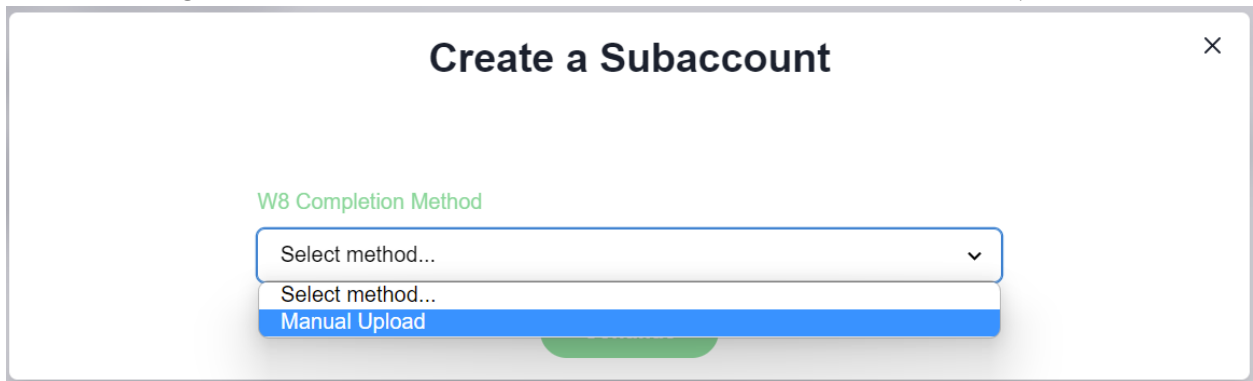 Create a Subaccount
W8 Completion Method
Select method...
Select method...
Manual Upload